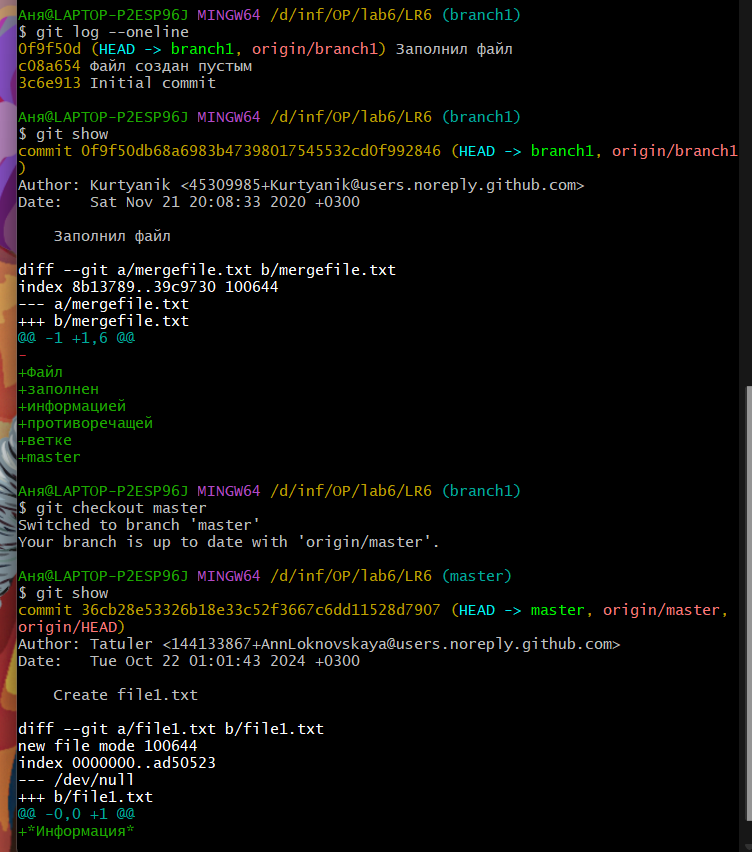 Аня@LAPTOP-P2ESP96J MINGW64 /d/inf/OP/lab6/LR6 (branch1)
$ git log --oneline
0f9f50d (HEAD -> branch1, origin/branch1) Заполнил файл
c08a654 Файл создан пустым
3c6e913 Initial commit
Аня@LAPTOP-P2ESP96J MINGW64 /d/inf/OP/lab6/LR6 (branch1)
$ git show
commit 0f9f50db68a6983b47398017545532cd0f992846 (HEAD -> branch1, origin/branch1
)
Author: Kurtyanik <45309985+Kurtyanik@users.noreply.github.com>
Date:   Sat Nov 21 20:08:33 2020 +0300
    Заполнил файл
diff --git a/mergefile.txt b/mergefile.txt
index 8b13789..39c9730 100644
--- a/mergefile.txt
+++ b/mergefile.txt
@@ -1 +1,6 @@
-
+Файл
+заполнен
+информацией
+противоречащей
+ветке
+master
Аня@LAPTOP-P2ESP96J MINGW64 /d/inf/OP/lab6/LR6 (branch1)
$ git checkout master
Switched to branch 'master'
Your branch is up to date with 'origin/master'.
Аня@LAPTOP-P2ESP96J MINGW64 /d/inf/OP/lab6/LR6 (master)
$ git show
commit 36cb28e53326b18e33c52f3667c6dd11528d7907 (HEAD -> master, origin/master,
origin/HEAD)
Author: Tatuler <144133867+AnnLoknovskaya@users.noreply.github.com>
Date:   Tue Oct 22 01:01:43 2024 +0300
    Create file1.txt
diff --git a/file1.txt b/file1.txt
new file mode 100644
index 0000000..ad50523
--- /dev/null
+++ b/file1.txt
@@ -0,0 +1 @@
+*Информация*